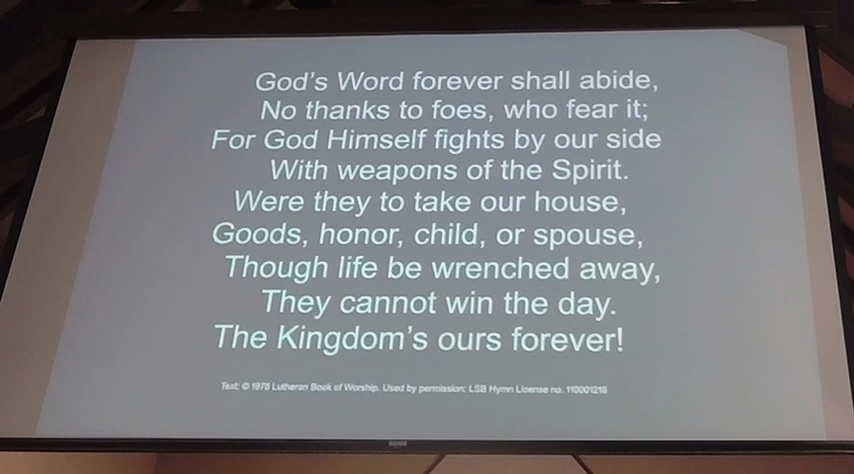 God's Word forever shall abide,
No thanks to foes, who fear it;
For God Himself fights by our side
With weapons of the Spirit.
Were they to take our house,
Goods, honor, child, or spouse,
Though life be wrenched away,
They cannot win the day.
The Kingdom's ours forever!
Text: © 1978 Lutheran Book of Worship. Used by permission: LSB Hymn License no. 110001216